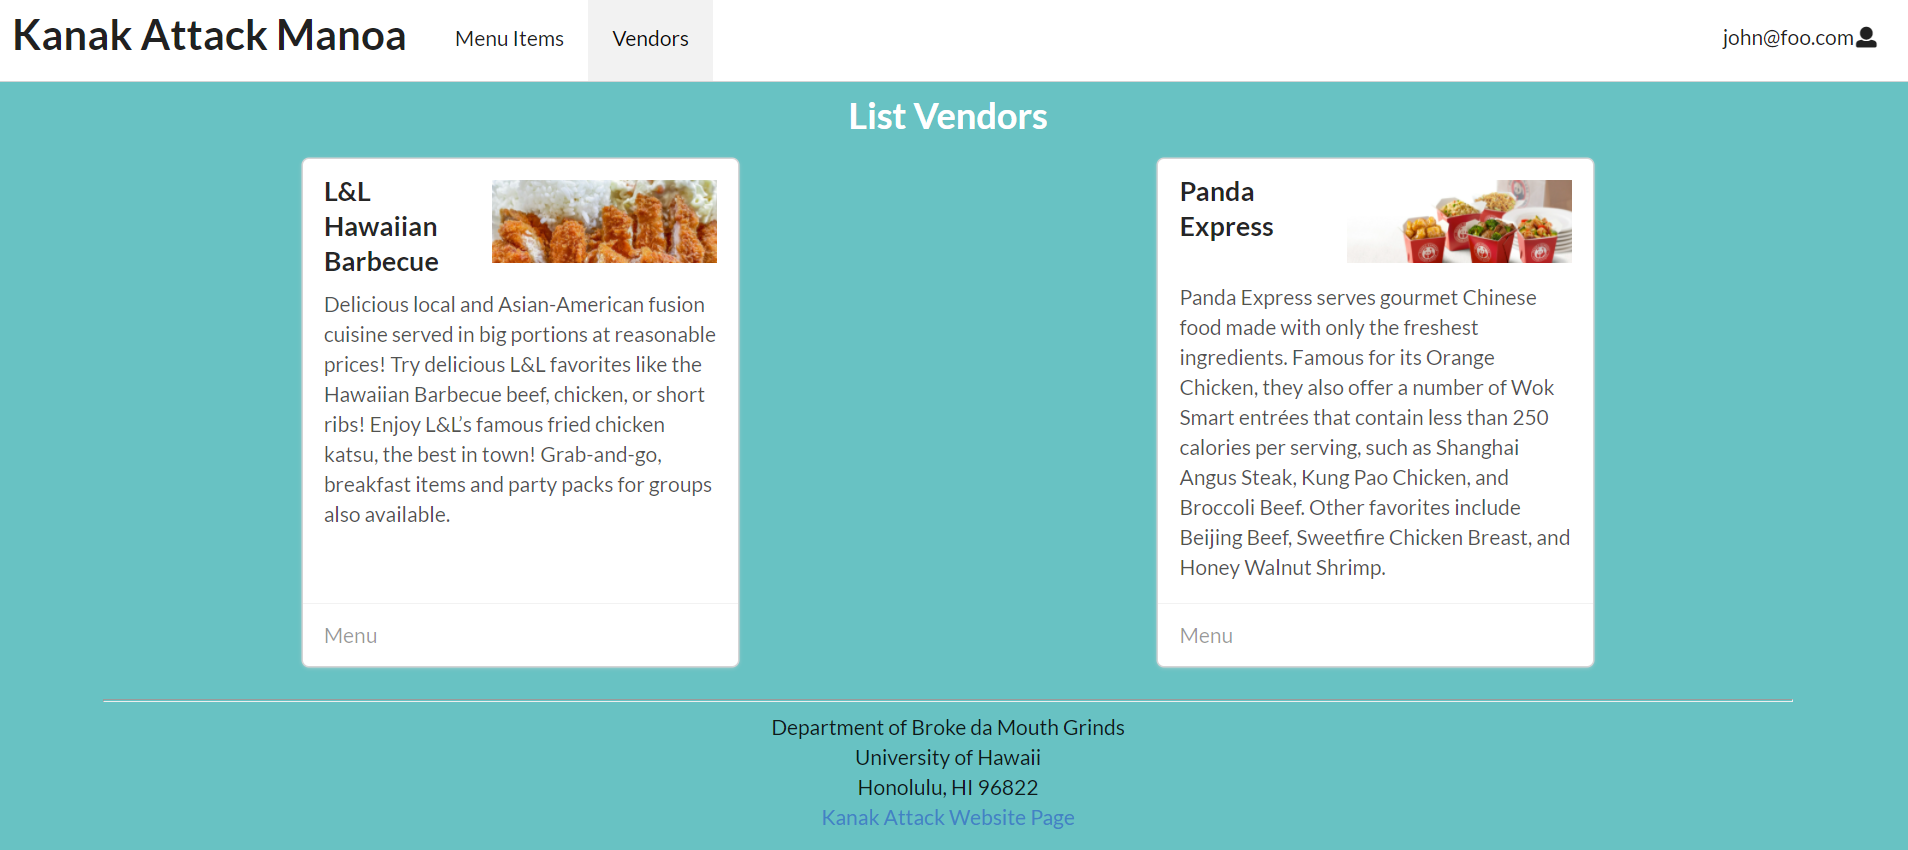 Kanak Attack Manoa
Menu Items
Vendors
john@foo.com
List Vendors
L&L
Hawaiian
Barbecue
Delicious local and Asian-American fusion
cuisine served in big portions at reasonable
prices! Try delicious L&L favorites like the
Hawaiian Barbecue beef, chicken, or short
ribs! Enjoy L&L’s famous fried chicken
katsu, the best in town! Grab-and-go,
breakfast items and party packs for groups
also available.
Menu
Panda
Express
Panda Express serves gourmet Chinese
food made with only the freshest
ingredients. Famous for its Orange
Chicken, they also offer a number of Wok
Smart entrées that contain less than 250
calories per serving, such as Shanghai
Angus Steak, Kung Pao Chicken, and
Broccoli Beef. Other favorites include
Beijing Beef, Sweetfire Chicken Breast, and
Honey Walnut Shrimp.
Menu
Department of Broke da Mouth Grinds
University of Hawaii
Honolulu, HI 96822
Kanak Attack Website Page